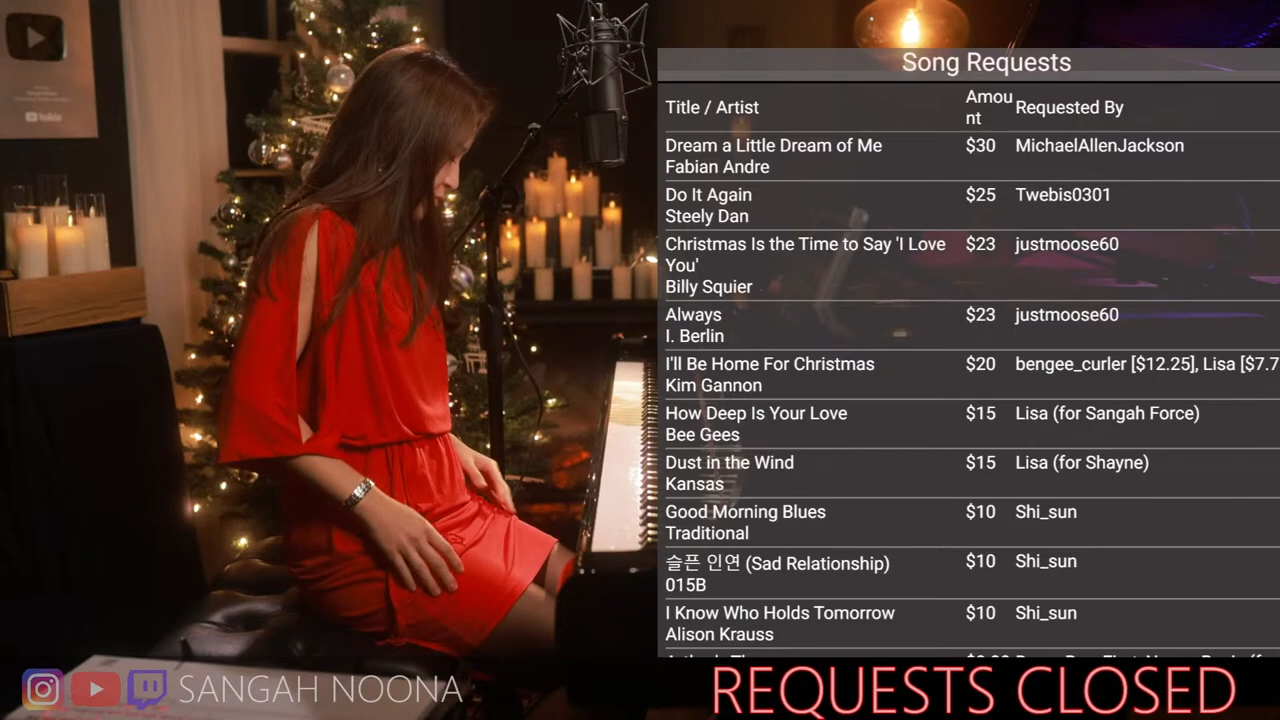 Song Requests
Title / Artist Amou Requested By
nt
Dream a Little Dream of Me $30 MichaelAllenJackson
Fabian Andre
Do It Again $25 Twebis0301
Steely Dan
Christmas Is the Time to Say 'I Love $23 justmoose60
You'
Billy Squier
Always $23 justmoose60
I. Berlin
I'll Be Home For Christmas $20 bengee_curler [$12.25], Lisa [$7.7
Kim Gannon
How Deep Is Your Love $15 Lisa (for Sangah Force)
Bee Gees
Dust in the Wind $15 Lisa (for Shayne)
Kansas
Good Morning Blues $10 Shi_sun
Traditional
슬픈 인연 (Sad Relationship) $10 Shi_sun
015B
I Know Who Holds Tomorrow $10 Shi_sun
Alison Krauss
SANGAH NOONA
REQUESTS CLOSED